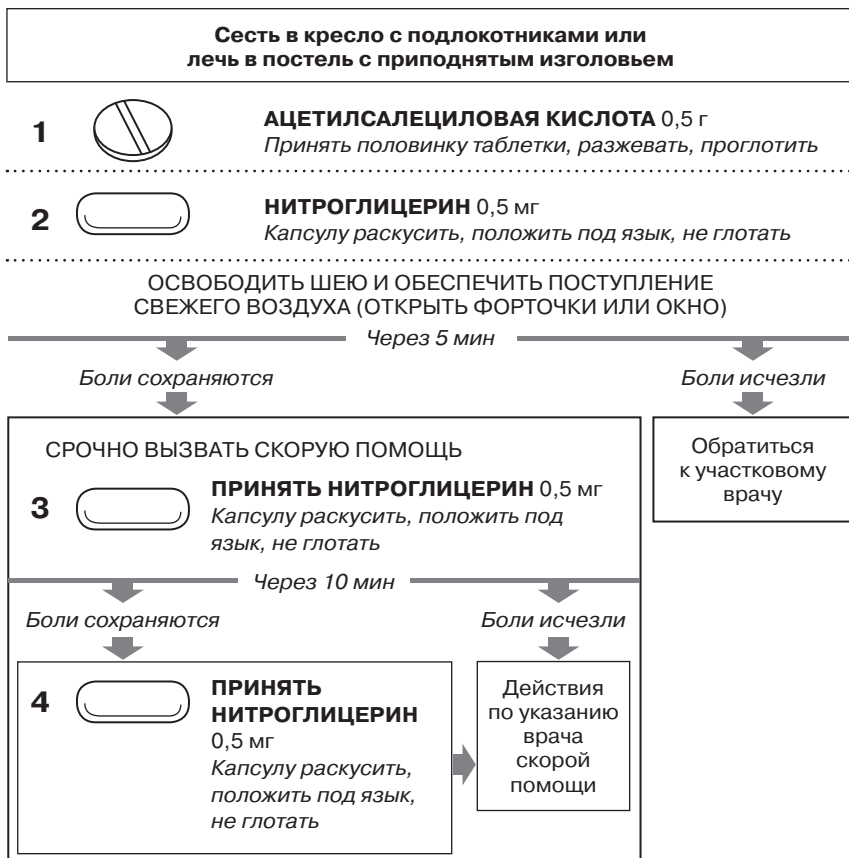 Сесть в кресло с подлокотниками или
лечь в постель с приподнятым изголовьем
1
АЦЕТИЛСАЛЕЦИЛОВАЯ КИСЛОТА 0,5 г
Принять половинку таблетки, разжевать, проглотить
2
НИТРОГЛИЦЕРИН 0,5 мг
Капсулу раскусить, положить под язык, не глотать
ОСВОБОДИТЬ ШЕЮ И ОБЕСПЕЧИТЬ ПОСТУПЛЕНИЕ
СВЕЖЕГО ВОЗДУХА (ОТКРЫТЬ ФОРТОЧКИ ИЛИ ОКНО)
Через 5 мин
Боли сохраняются
Боли исчезли
СРОЧНО ВЫЗВАТЬ СКОРУЮ ПОМОЩЬ
3
ПРИНЯТЬ НИТРОГЛИЦЕРИН 0,5 мг
Капсулу раскусить, положить под
язык, не глотать
Обратиться
к участковому
врачу
Через 10 мин
Боли сохраняются
Боли исчезли
4
ПРИНЯТЬ
НИТРОГЛИЦЕРИН
0,5 мг
Капсулу раскусить,
положить под язык,
не глотать
Действия
по указанию
врача
скорой
помощи